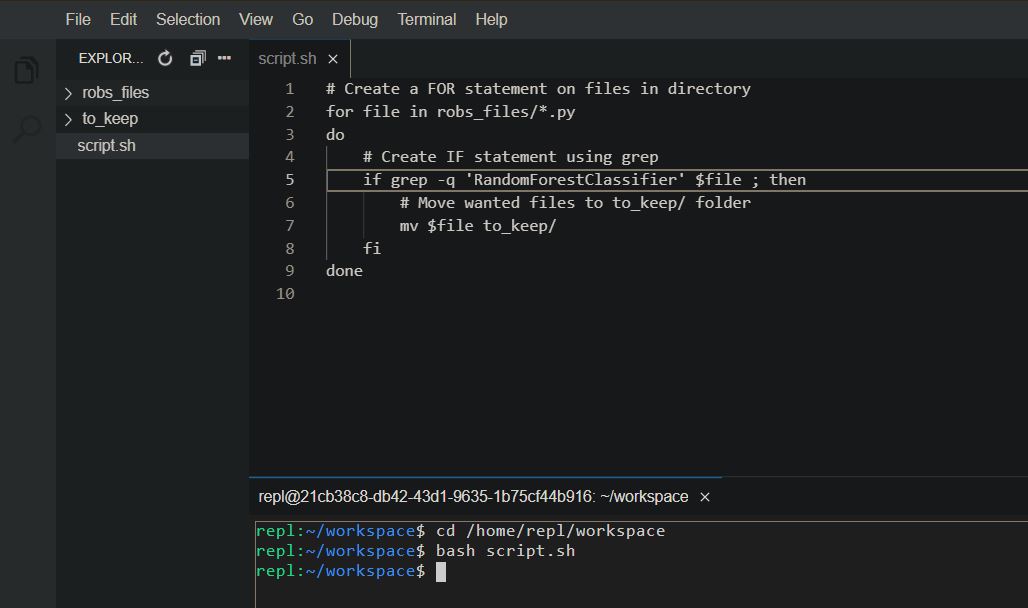 File Edit Selection View Go Debug Terminal Help
EXPLOR...
robs_files
to_keep
script.sh
script.sh ×
1 # Create a FOR statement on files in directory
2 for file in robs_files/*.py
3 do
4     # Create IF statement using grep
5     if grep -q 'RandomForestClassifier' $file ; then
6         # Move wanted files to to_keep/ folder
7         mv $file to_keep/
8     fi
9 done
10
repl@21cb38c8-db42-43d1-9635-1b75cf44b916: ~/workspace ×
repl:~/workspace$ cd /home/repl/workspace
repl:~/workspace$ bash script.sh
repl:~/workspace$